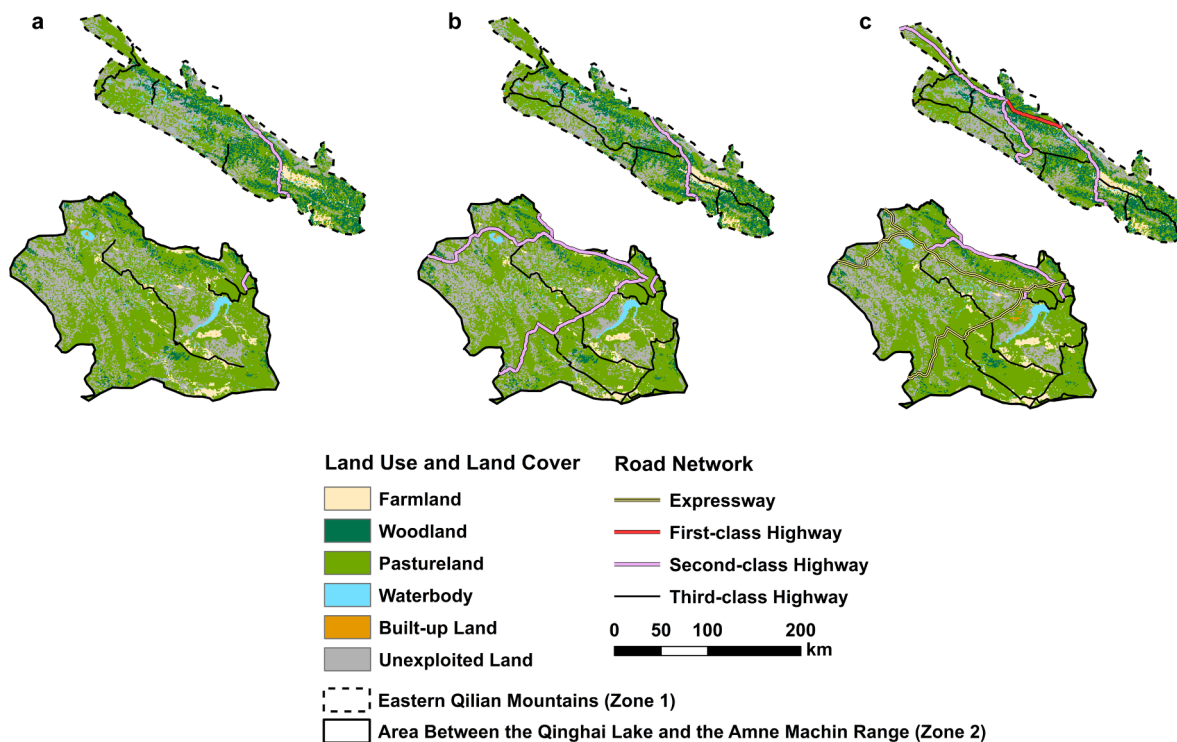 a
b
c
Land Use and Land Cover
Farmland
Woodland
Pastureland
Waterbody
Built-up Land
Unexploited Land
Eastern Qilian Mountains (Zone 1)
Area Between the Qinghai Lake and the Amne Machin Range (Zone 2)
Road Network
Expressway
First-class Highway
Second-class Highway
Third-class Highway
0 50 100 200
km